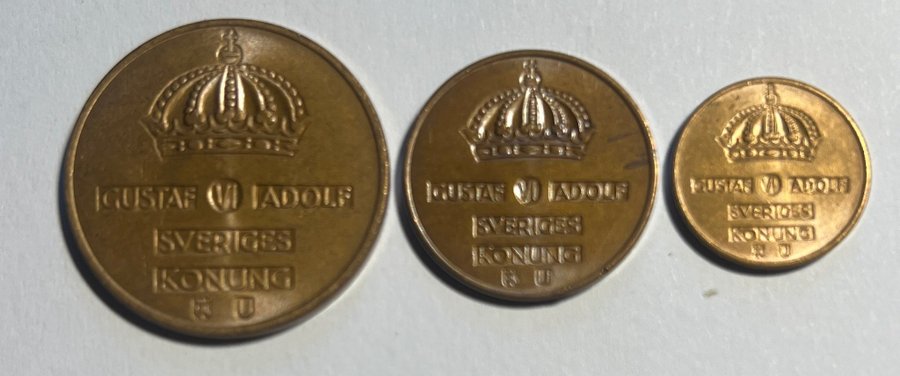 GUSTAF VI ADOLF
SVERIGES
KONUNG
U
GUSTAF VI ADOLF
SVERIGES
KONUNG
U
GUSTAF VI ADOLF
SVERIGES
KONUNG
U